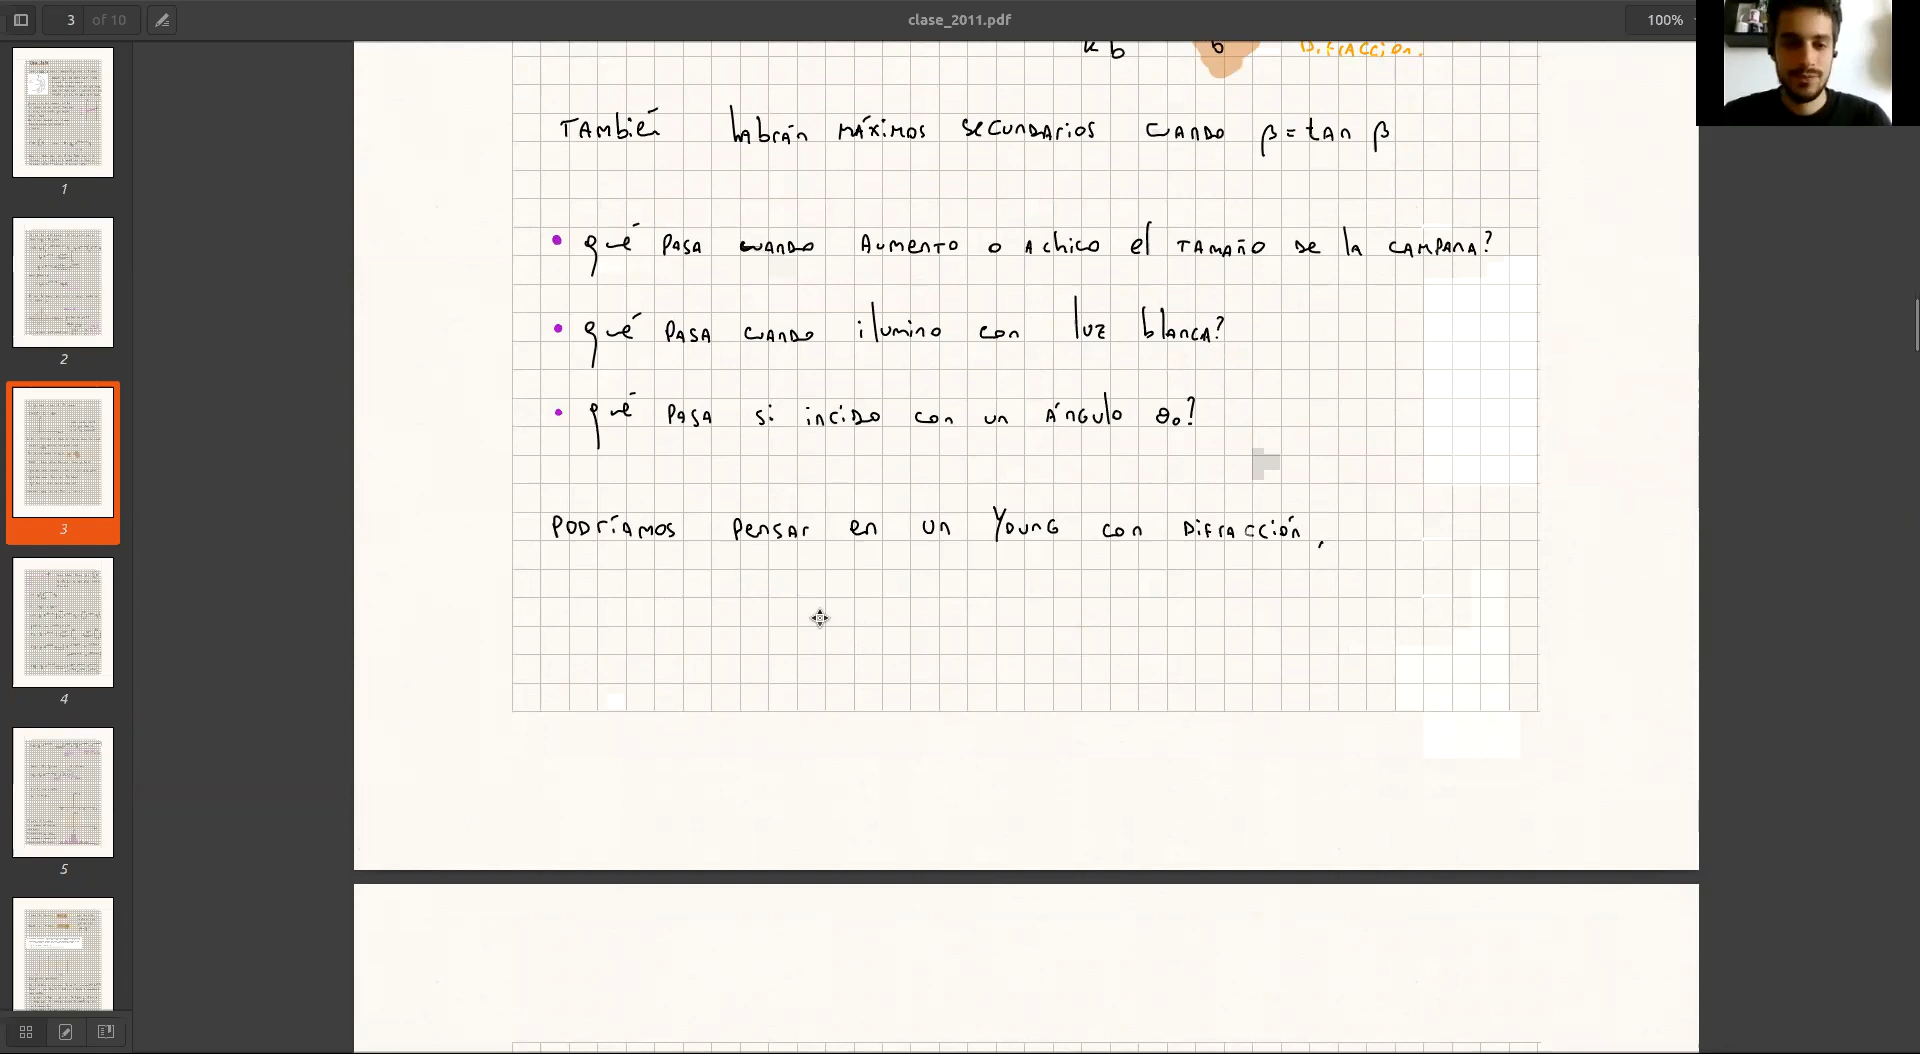 3 of 10
clase_2011.pdf
100%
k b
b
Difracción.
También habrán máximos secundarios cuando β = tan β
• qué pasa cuando aumento o achico el tamaño de la campana?
• qué pasa cuando ilumino con luz blanca?
• qué pasa si incido con un ángulo θ₀?
Podríamos pensar en un Young con difracción,
1
2
3
4
5